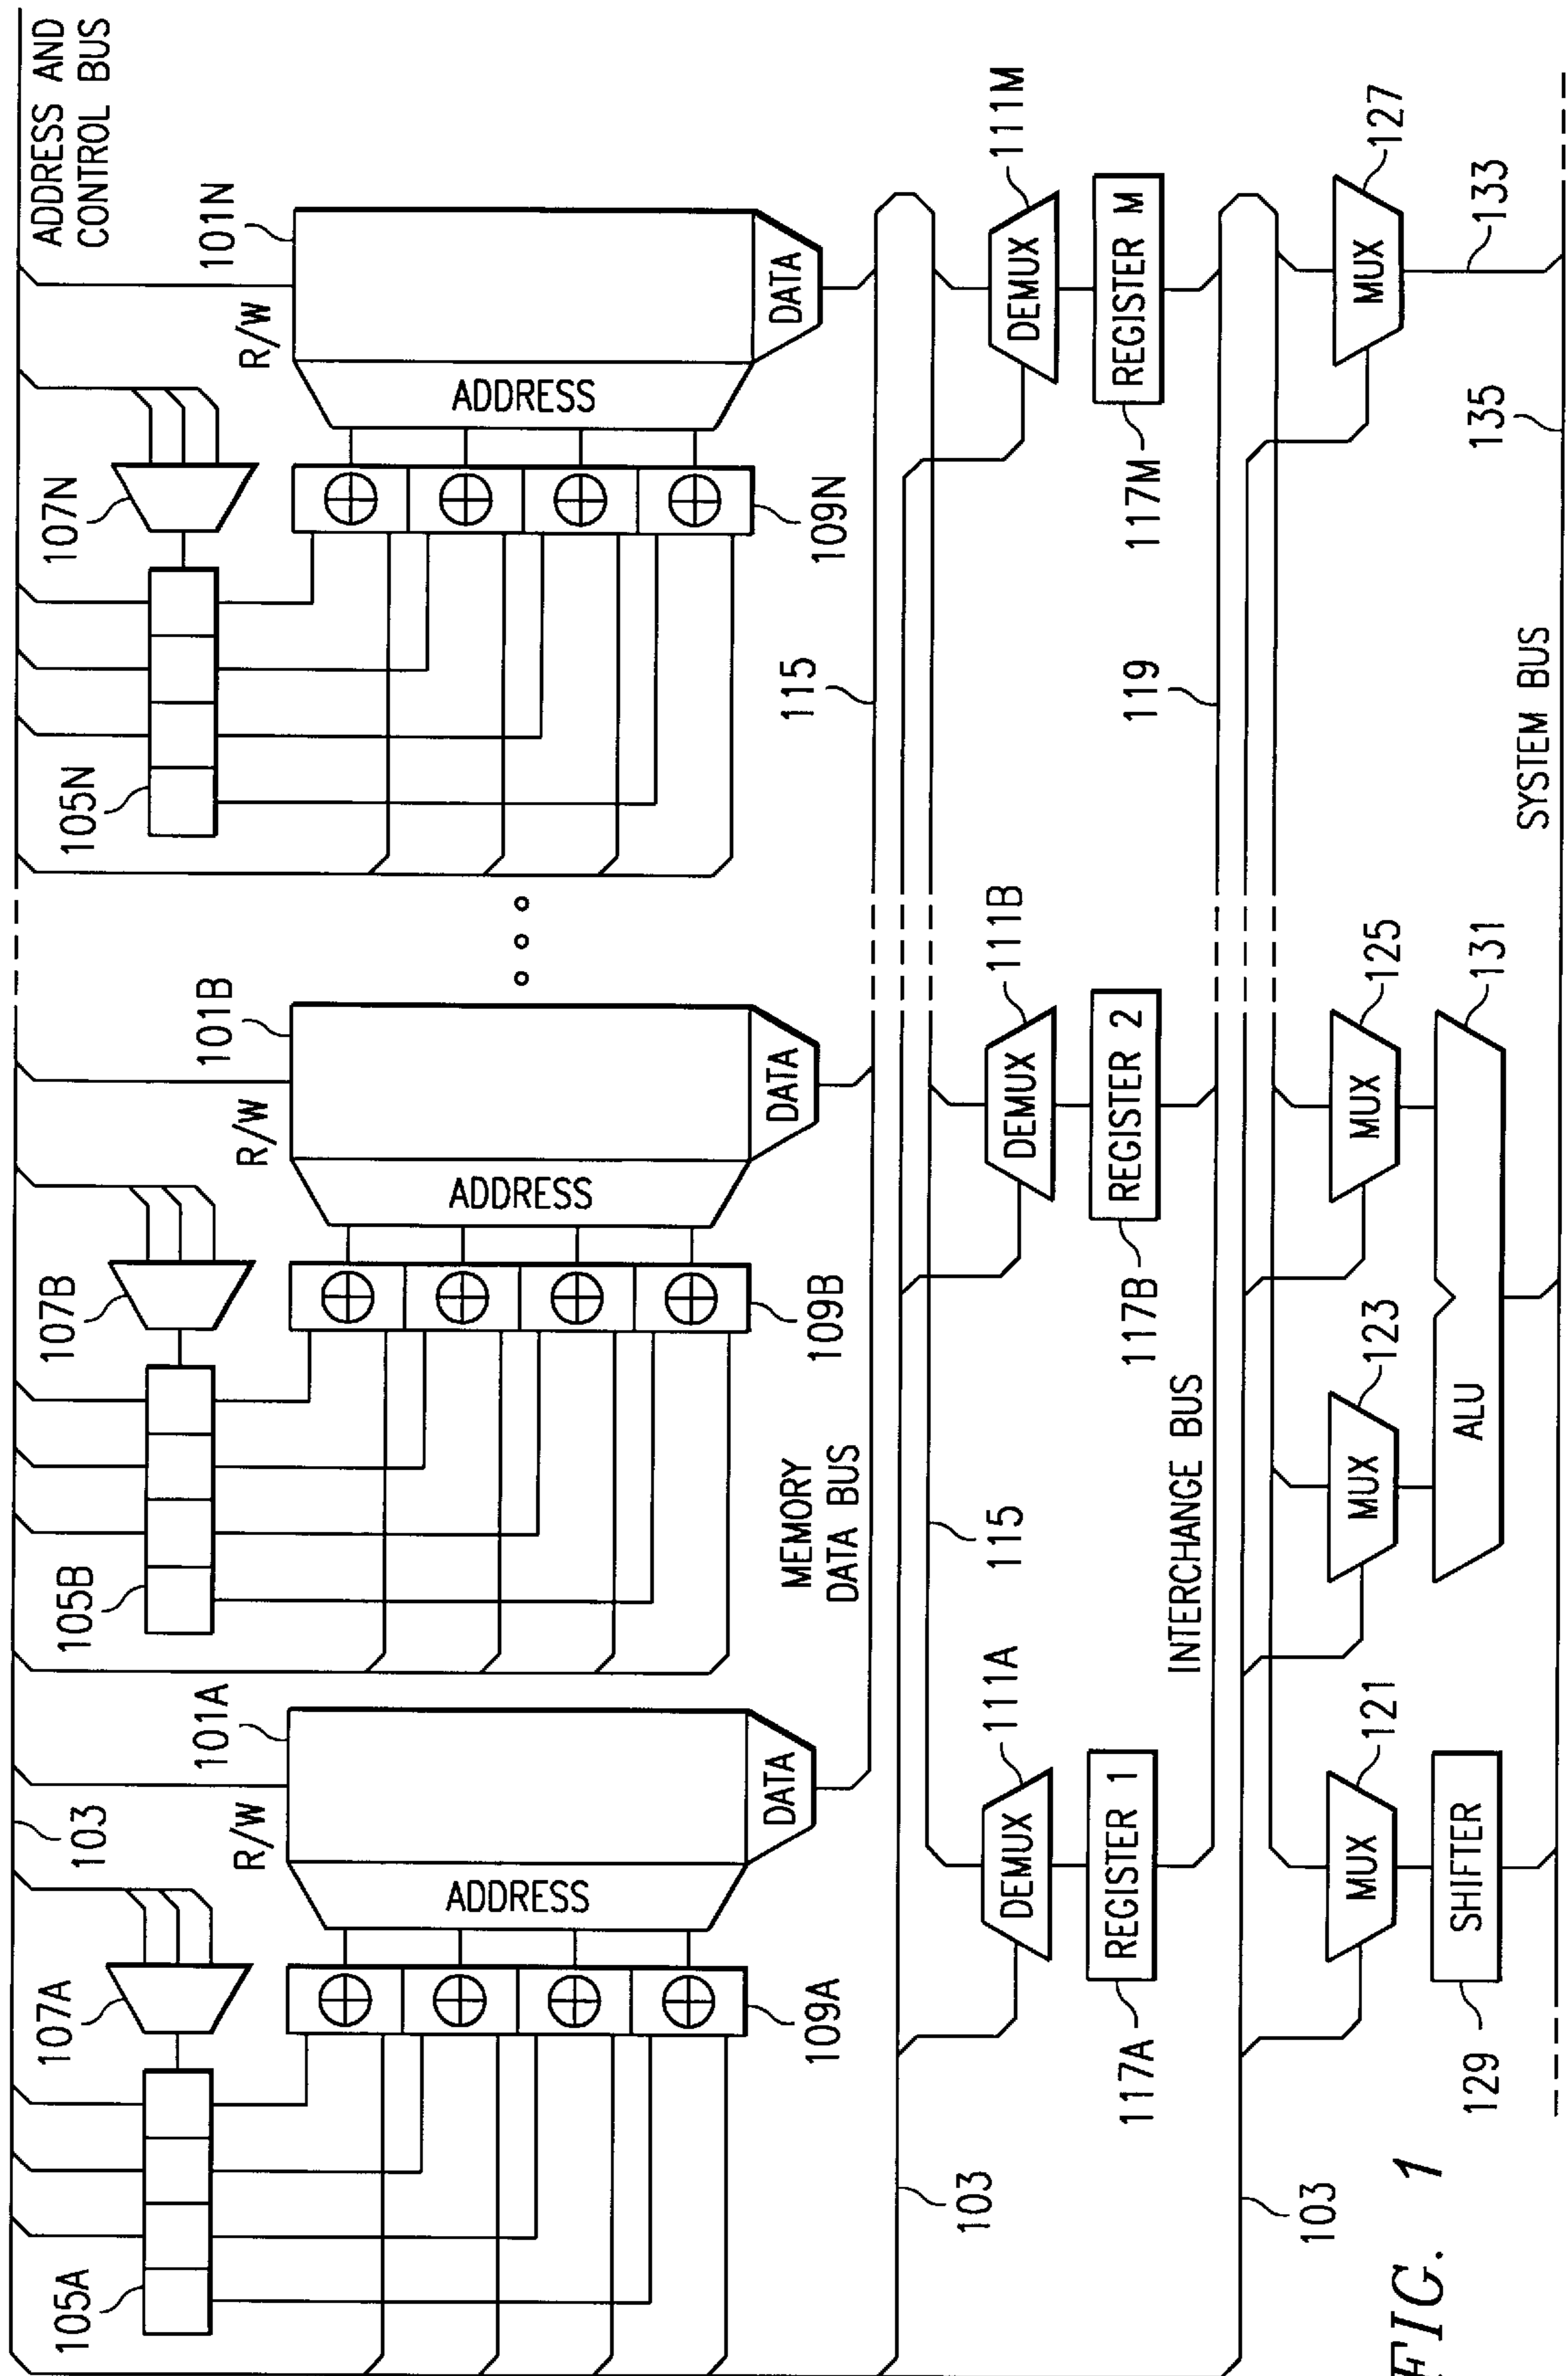 ADDRESS AND
CONTROL BUS
103
107A
107B
107N
105A
105B
105N
101A
101B
101N
R/W
R/W
R/W
ADDRESS
ADDRESS
ADDRESS
109A
109B
109N
DATA
DATA
DATA
MEMORY
DATA BUS
115
103
115
111A
111B
111M
DEMUX
DEMUX
DEMUX
REGISTER 1
REGISTER 2
REGISTER M
117A
117B
117M
INTERCHANGE BUS
119
103
121
123
125
127
MUX
MUX
MUX
MUX
SHIFTER
ALU
129
131
133
SYSTEM BUS
135
FIG. 1